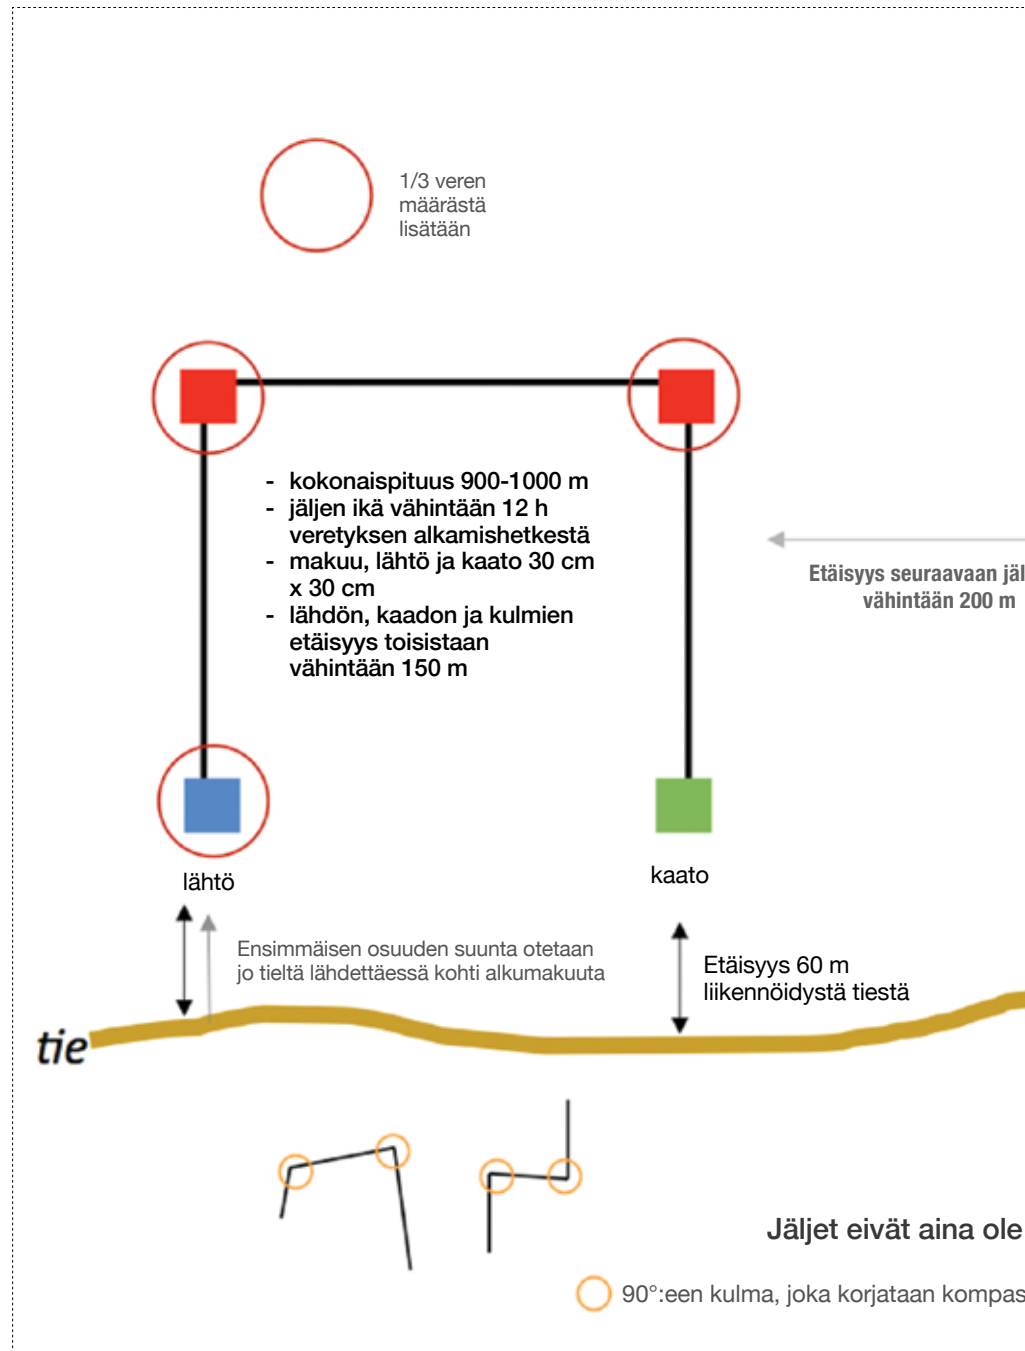 1/3 veren
määrästä
lisätään
- kokonaispituus 900-1000 m
- jäljen ikä vähintään 12 h
veretyksen alkamishetkestä
- makuu, lähtö ja kaato 30 cm
x 30 cm
- lähdön, kaadon ja kulmien
etäisyys toisistaan
vähintään 150 m
Etäisyys seuraavaan
vähintään 200 m
lähtö
kaato
Ensimmäisen osuuden suunta otetaan
jo tieltä lähdettäessä kohti alkumakuuta
Etäisyys 60 m
liikennöidystä tiestä
tie
Jäljet eivät aina ole
90°:een kulma, joka korjataan